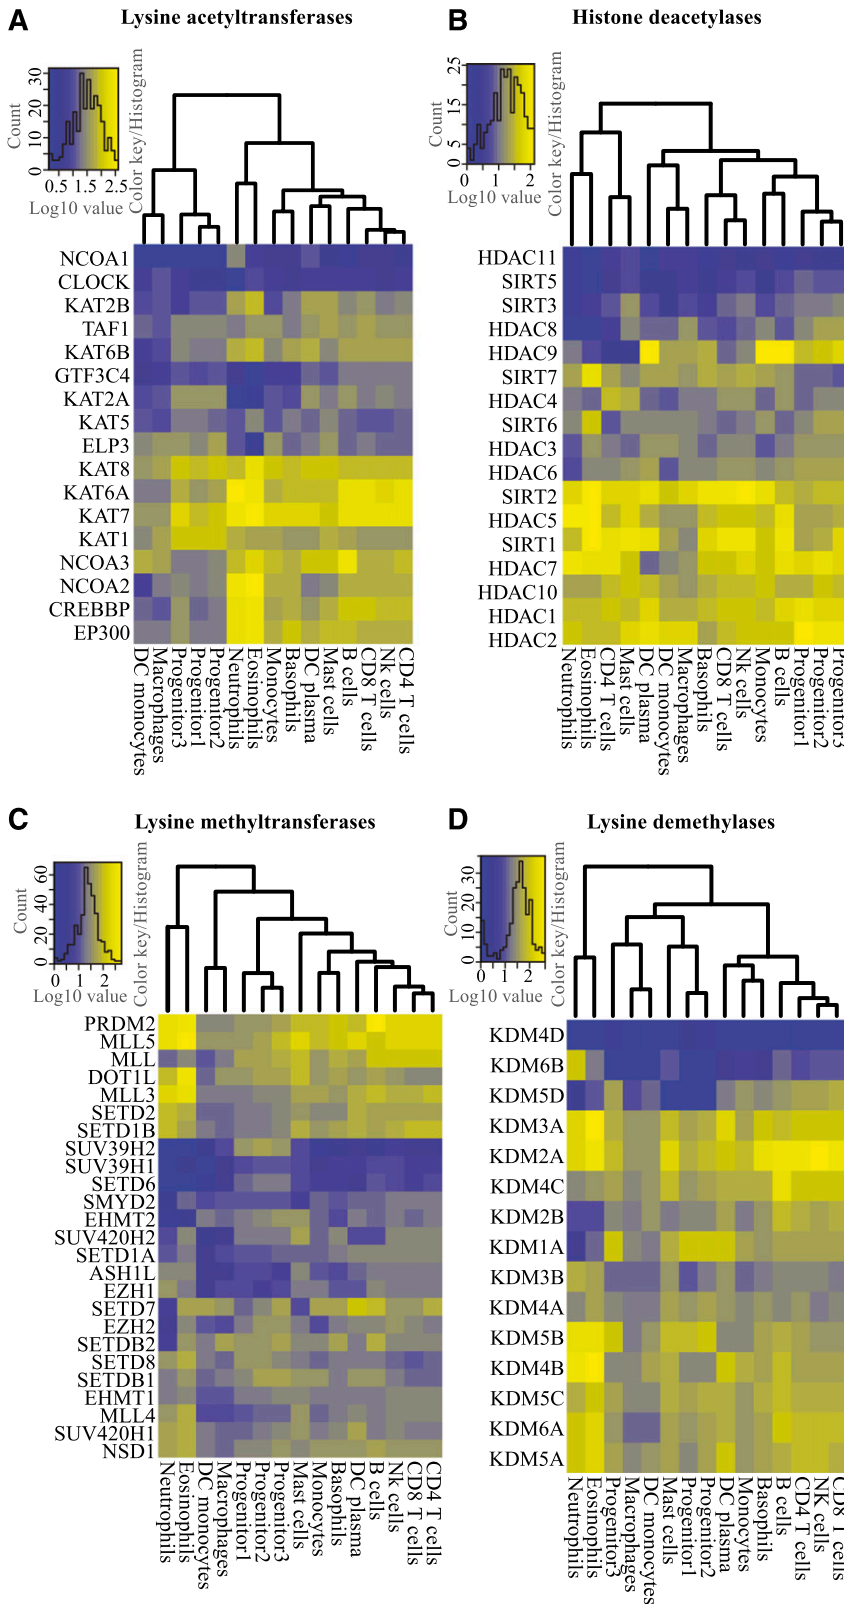 A
Lysine acetyltransferases
Count
0 10 20 30
0.5 1.5 2.5
Log10 value
Color key/Histogram
NCOA1
CLOCK
KAT2B
TAF1
KAT6B
GTF3C4
KAT2A
KAT5
ELP3
KAT8
KAT6A
KAT7
KAT1
NCOA3
NCOA2
CREBBP
EP300
DC monocytes
Macrophages
Progenitor3
Progenitor1
Progenitor2
Neutrophils
Eosinophils
Monocytes
Basophils
DC plasma
Mast cells
B cells
CD8 T cells
Nk cells
CD4 T cells
B
Histone deacetylases
Count
0 5 15 25
0 1 2
Log10 value
Color key/Histogram
HDAC11
SIRT5
SIRT3
HDAC8
HDAC9
SIRT7
HDAC4
SIRT6
HDAC3
HDAC6
SIRT2
HDAC5
SIRT1
HDAC7
HDAC10
HDAC1
HDAC2
Neutrophils
Eosinophils
CD4 T cells
Mast cells
DC plasma
DC monocytes
Macrophages
Basophils
CD8 T cells
Nk cells
Monocytes
B cells
Progenitor1
Progenitor2
Progenitor3
C
Lysine methyltransferases
Count
0 20 40 60
0 1 2
Log10 value
Color key/Histogram
PRDM2
MLL5
MLL
DOT1L
MLL3
SETD2
SETD1B
SUV39H2
SUV39H1
SETD6
SMYD2
EHMT2
SUV420H2
SETD1A
ASH1L
EZH1
SETD7
EZH2
SETDB2
SETD8
SETDB1
EHMT1
MLL4
SUV420H1
NSD1
Neutrophils
Eosinophils
DC monocytes
Macrophages
Progenitor1
Progenitor2
Progenitor3
Mast cells
Monocytes
Basophils
DC plasma
B cells
Nk cells
CD8 T cells
CD4 T cells
D
Lysine demethylases
Count
0 10 20 30
0 1 2
Log10 value
Color key/Histogram
KDM4D
KDM6B
KDM5D
KDM3A
KDM2A
KDM4C
KDM2B
KDM1A
KDM3B
KDM4A
KDM5B
KDM4B
KDM5C
KDM6A
KDM5A
Neutrophils
Eosinophils
Progenitor3
Macrophages
DC monocytes
Mast cells
Progenitor1
Progenitor2
DC plasma
Monocytes
Basophils
B cells
CD4 T cells
NK cells
CD8 T cells